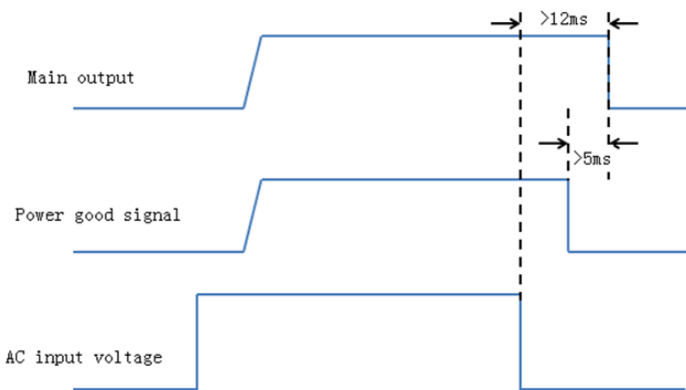 >12ms
Main output
>5ms
Power good signal
AC input voltage